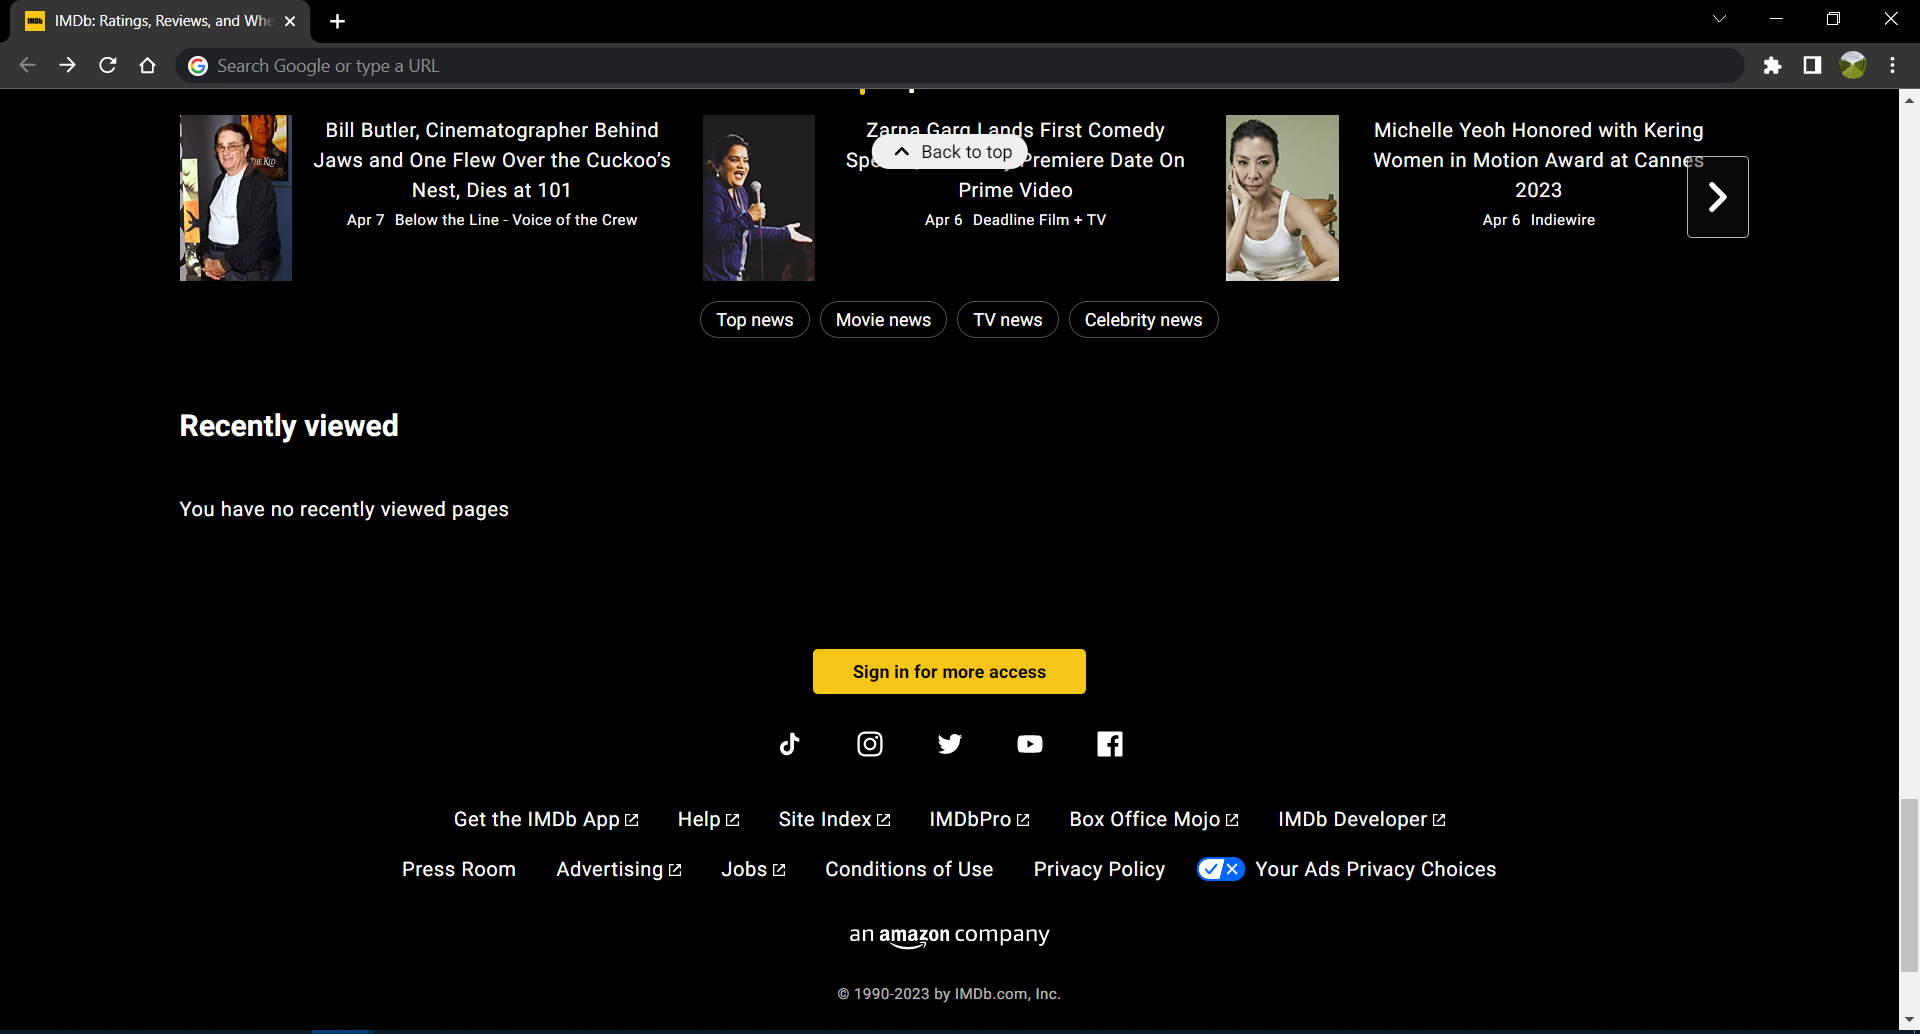 IMDb: Ratings, Reviews, and Whe
Search Google or type a URL
Bill Butler, Cinematographer Behind
Jaws and One Flew Over the Cuckoo's
Nest, Dies at 101
Apr 7 Below the Line - Voice of the Crew
Zarna Garg Lands First Comedy
Premiere Date On
Prime Video
Apr 6 Deadline Film + TV
Back to top
Michelle Yeoh Honored with Kering
Women in Motion Award at Cannes
2023
Apr 6 Indiewire
Top news
Movie news
TV news
Celebrity news
Recently viewed
You have no recently viewed pages
Sign in for more access
Get the IMDb App Help Site Index IMDbPro Box Office Mojo IMDb Developer
Press Room Advertising Jobs Conditions of Use Privacy Policy Your Ads Privacy Choices
an amazon company
© 1990-2023 by IMDb.com, Inc.